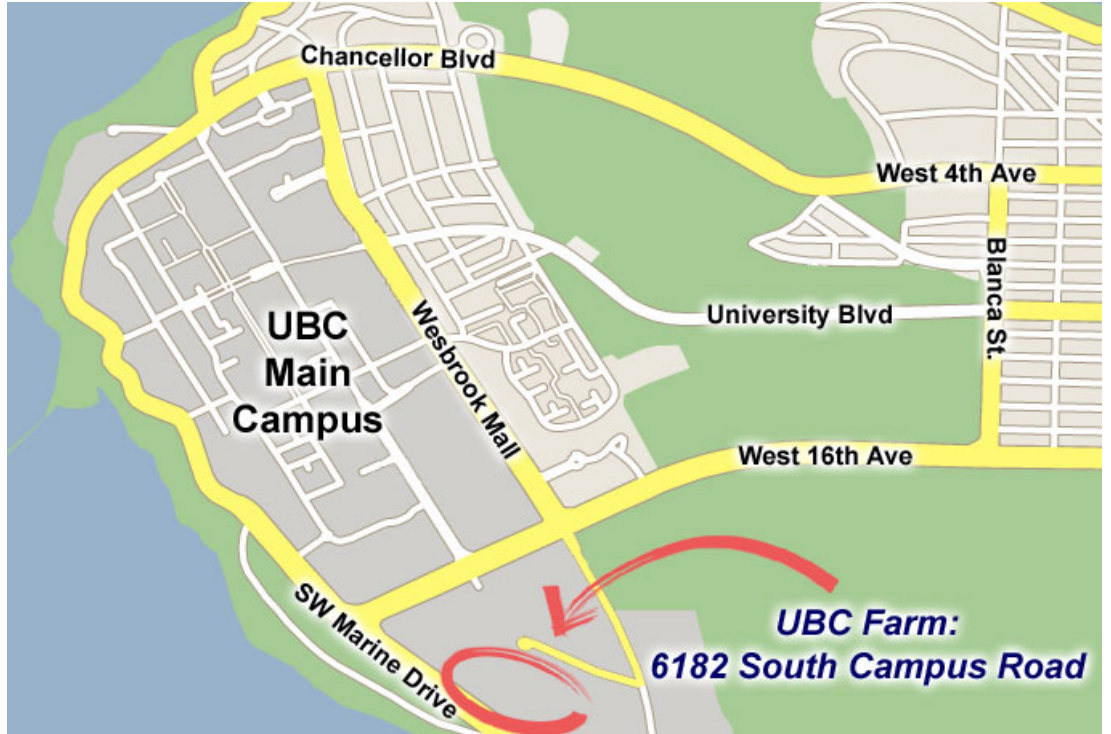 Chancellor Blvd
West 4th Ave
Blanca St.
University Blvd
UBC
Main
Campus
Wesbrook Mall
West 16th Ave
SW Marine Drive
UBC Farm:
6182 South Campus Road